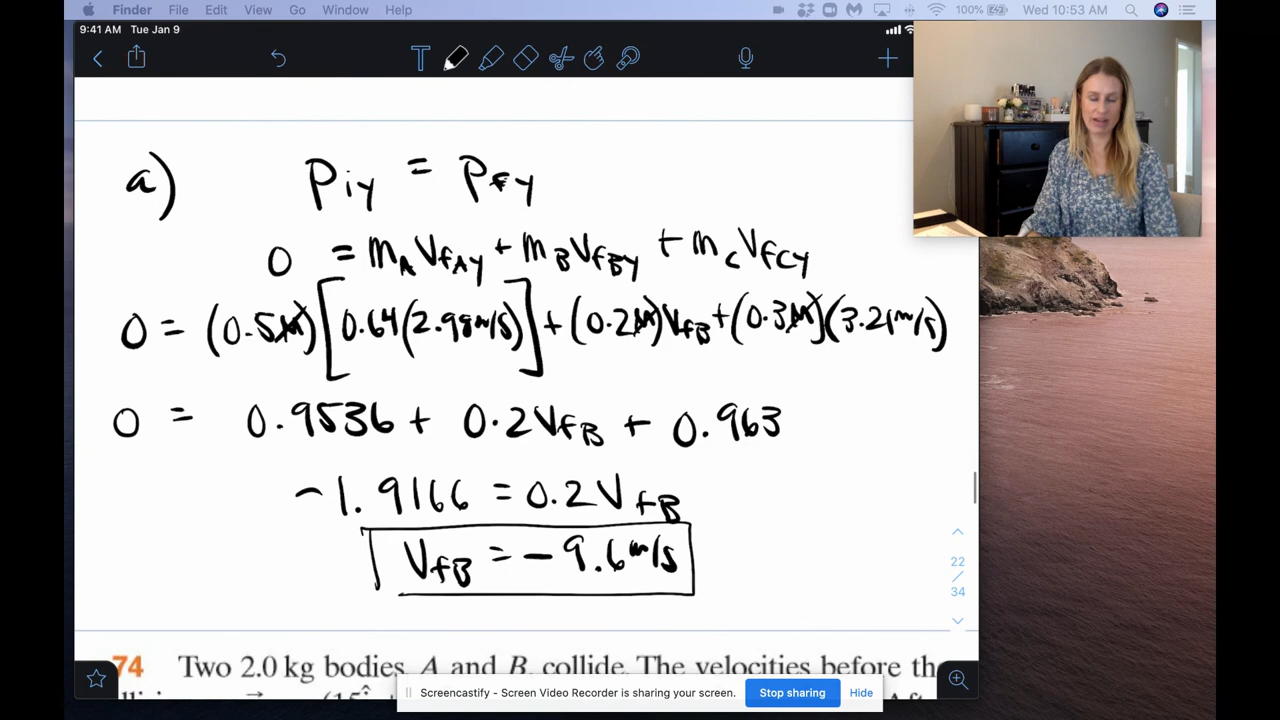 Finder File Edit View Go Window Help 100% Wed 10:53 AM
9:41 AM Tue Jan 9
T
a) Piy = Pfy
0 = mAVfAy + mBVfBy + mCVfCy
0 = (0.5M)[0.64(2.98m/s)] + (0.2M)VfB + (0.3M)(3.21m/s)
0 = 0.9536 + 0.2VfB + 0.963
-1.9166 = 0.2VfB
VfB = -9.6m/s
22
/
34
74 Two 2.0 kg bodies, A and B, collide. The velocities before the
Screencastify - Screen Video Recorder is sharing your screen. Stop sharing Hide